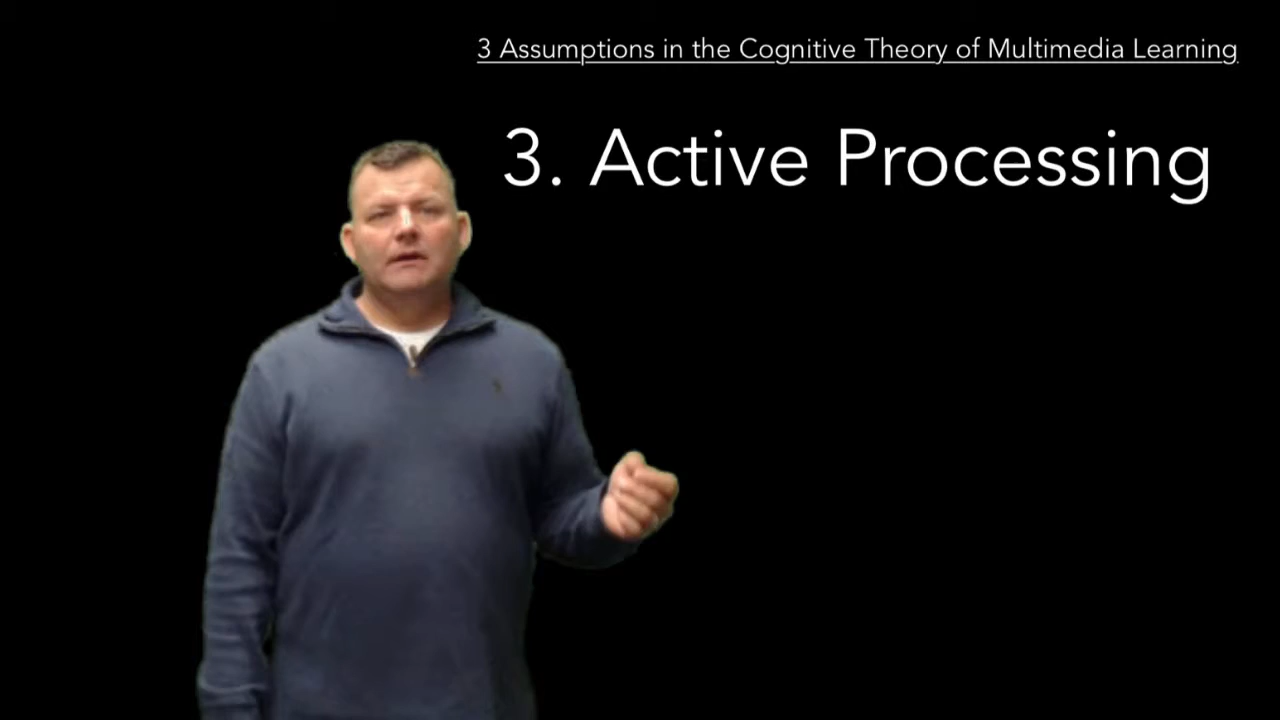 3 Assumptions in the Cognitive Theory of Multimedia Learning
3. Active Processing